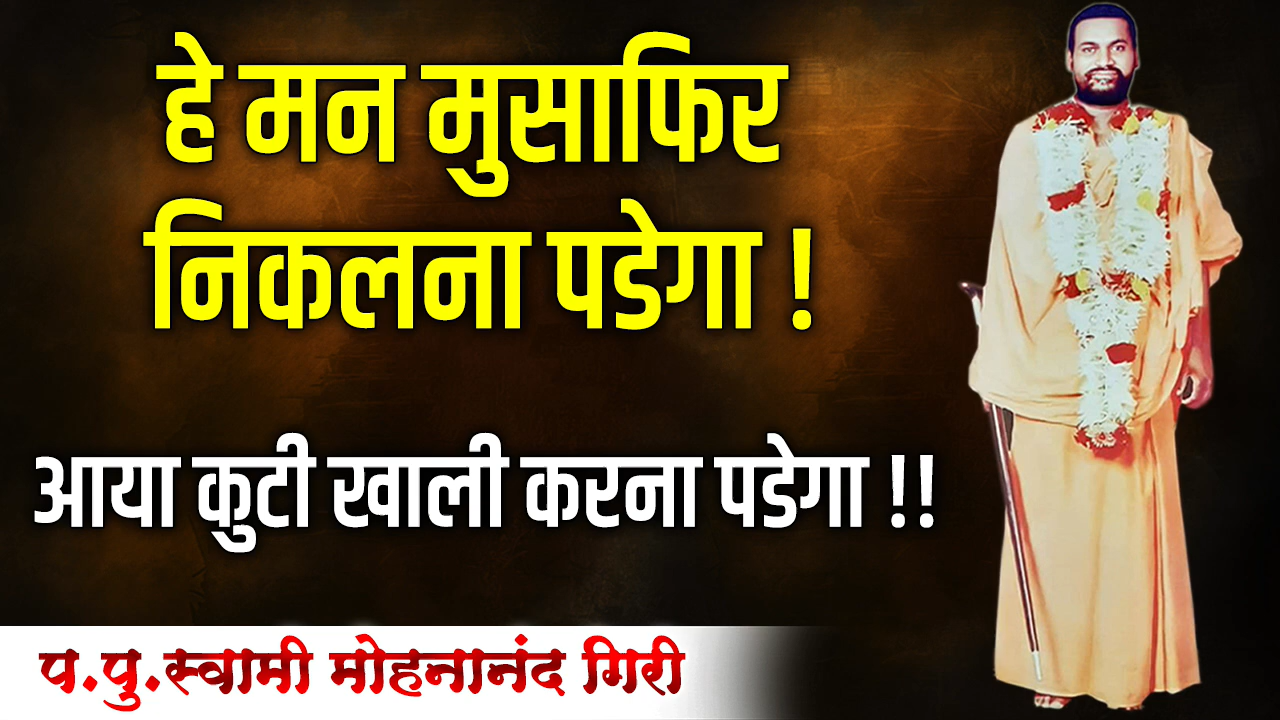 हे मन मुसाफिर
निकलना पडेगा !
आया कुटी खाली करना पडेगा !!
प.पु.स्वामी मोहनानंद गिरी